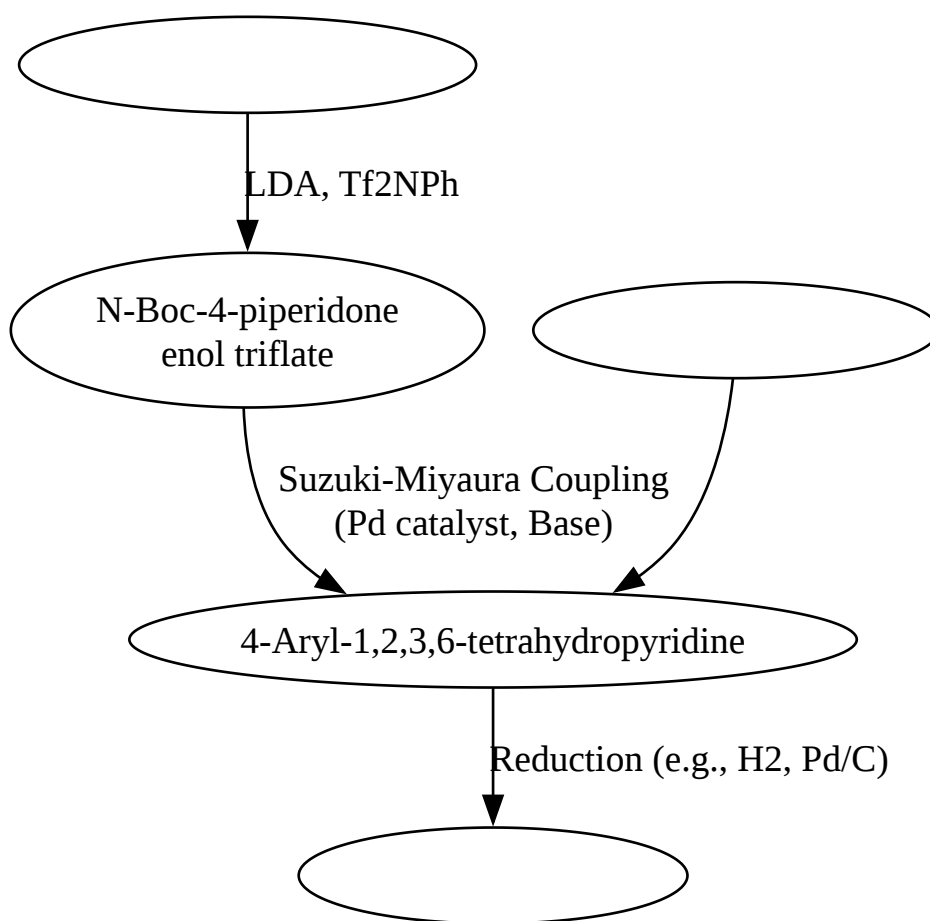 LDA, Tf2NPh
N-Boc-4-piperidone
enol triflate
Suzuki-Miyaura Coupling
(Pd catalyst, Base)
4-Aryl-1,2,3,6-tetrahydropyridine
Reduction (e.g., H2, Pd/C)